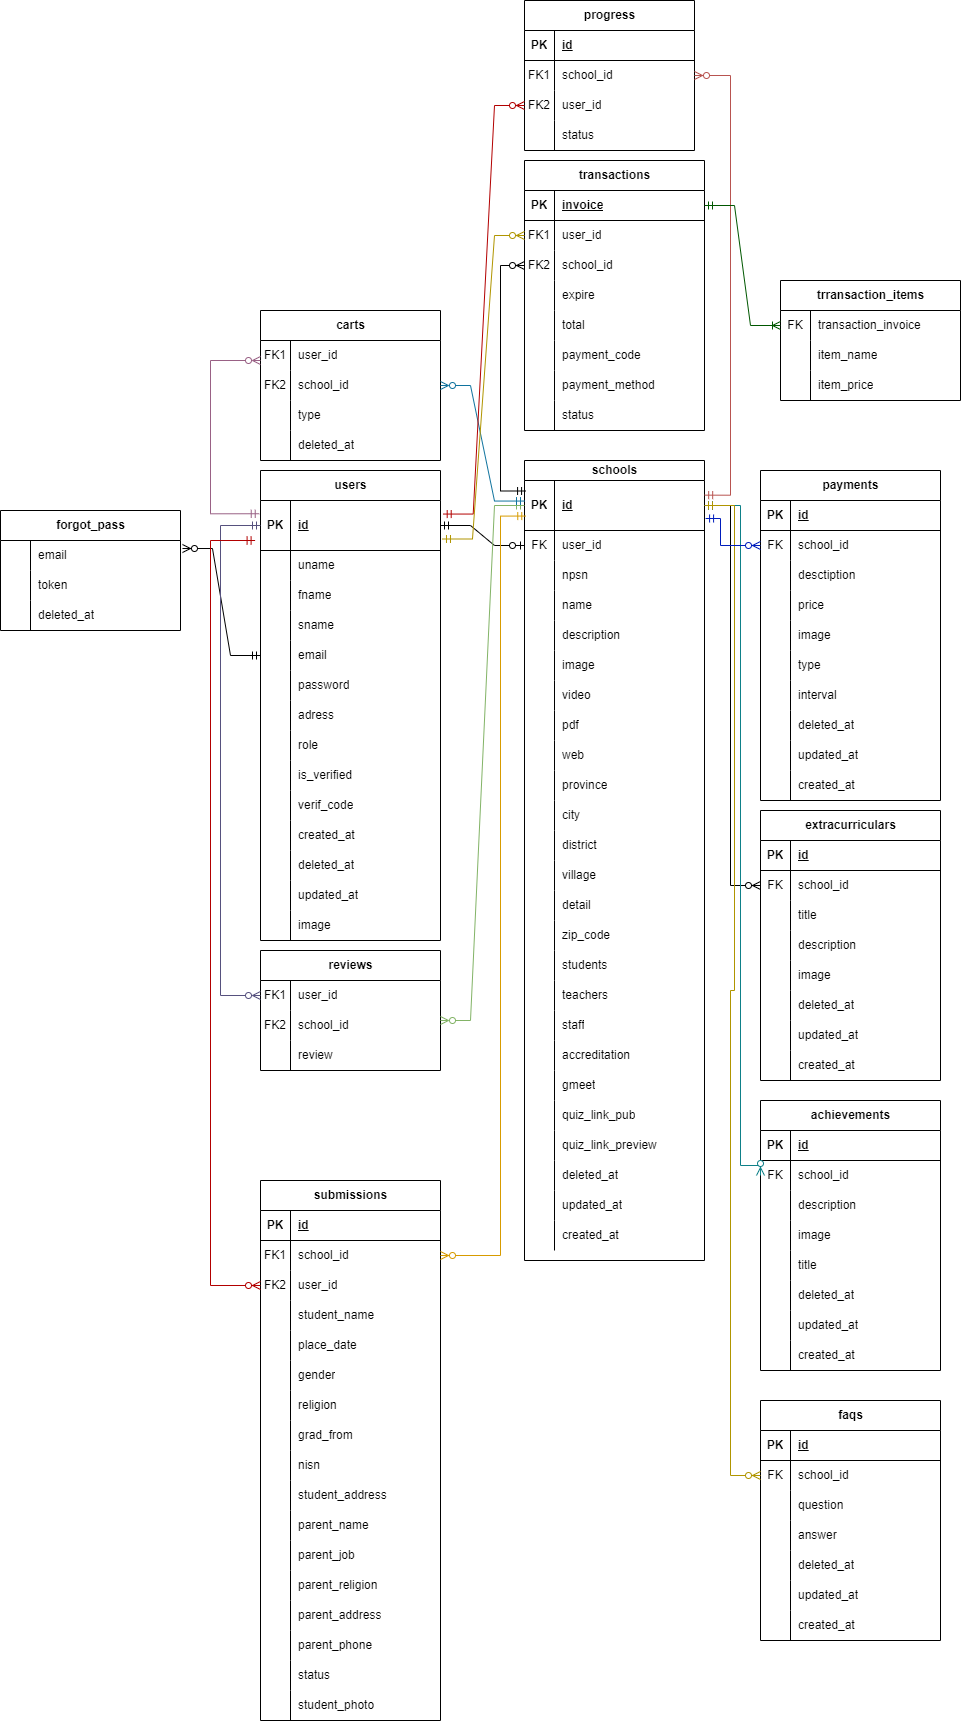 progress
PK id
FK1 school_id
FK2 user_id
status
transactions
PK invoice
FK1 user_id
FK2 school_id
expire
total
payment_code
payment_method
status
trransaction_items
FK transaction_invoice
item_name
item_price
carts
FK1 user_id
FK2 school_id
type
deleted_at
users
PK id
uname
fname
sname
email
password
adress
role
is_verified
verif_code
created_at
deleted_at
updated_at
image
forgot_pass
email
token
deleted_at
schools
PK id
FK user_id
npsn
name
description
image
video
pdf
web
province
city
district
village
detail
zip_code
students
teachers
staff
accreditation
gmeet
quiz_link_pub
quiz_link_preview
deleted_at
updated_at
created_at
payments
PK id
FK school_id
desctiption
price
image
type
interval
deleted_at
updated_at
created_at
extracurriculars
PK id
FK school_id
title
description
image
deleted_at
updated_at
created_at
reviews
FK1 user_id
FK2 school_id
review
achievements
PK id
FK school_id
description
image
title
deleted_at
updated_at
created_at
submissions
PK id
FK1 school_id
FK2 user_id
student_name
place_date
gender
religion
grad_from
nisn
student_address
parent_name
parent_job
parent_religion
parent_address
parent_phone
status
student_photo
faqs
PK id
FK school_id
question
answer
deleted_at
updated_at
created_at